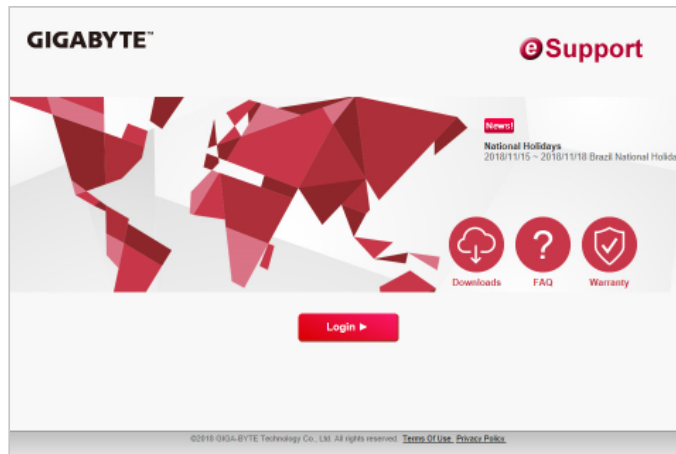 GIGABYTE™
eSupport
News!
National Holidays
2018/11/15 ~ 2018/11/18 Brazil National Holida
?
Downloads
FAQ
Warranty
Login ►
©2018 GIGA-BYTE Technology Co., Ltd. All rights reserved. Terms Of Use Privacy Policy